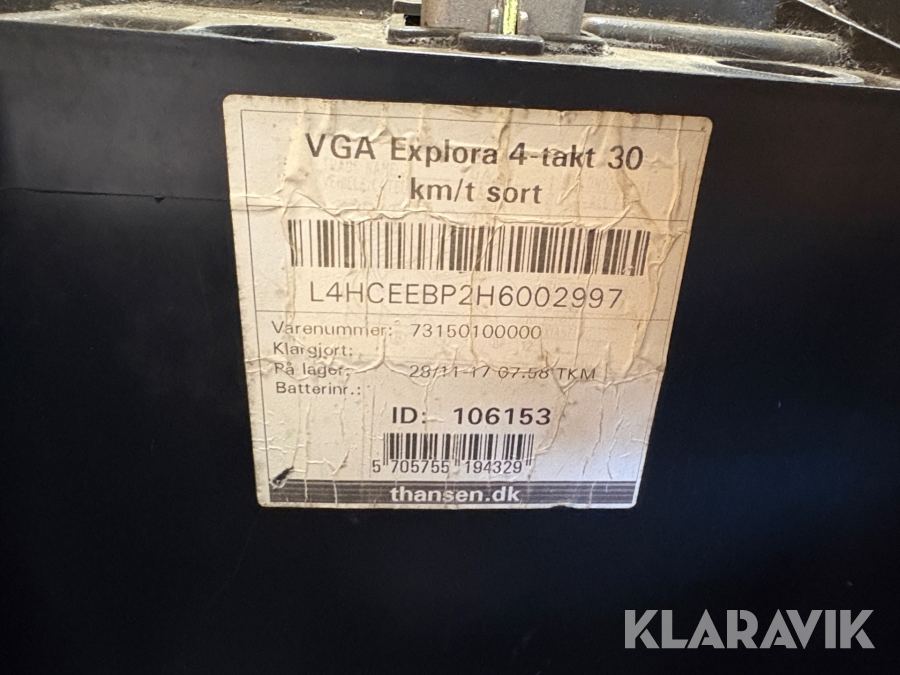 VGA Explora 4-takt 30
km/t sort
L4HCEEBP2H6002997
Varenummer: 73150100000
Klargjort:
På lager: 28/11-17 07:58 TKM
Batterinr.:
ID: 106153
5 705755 194329
thansen.dk
KLARAVIK